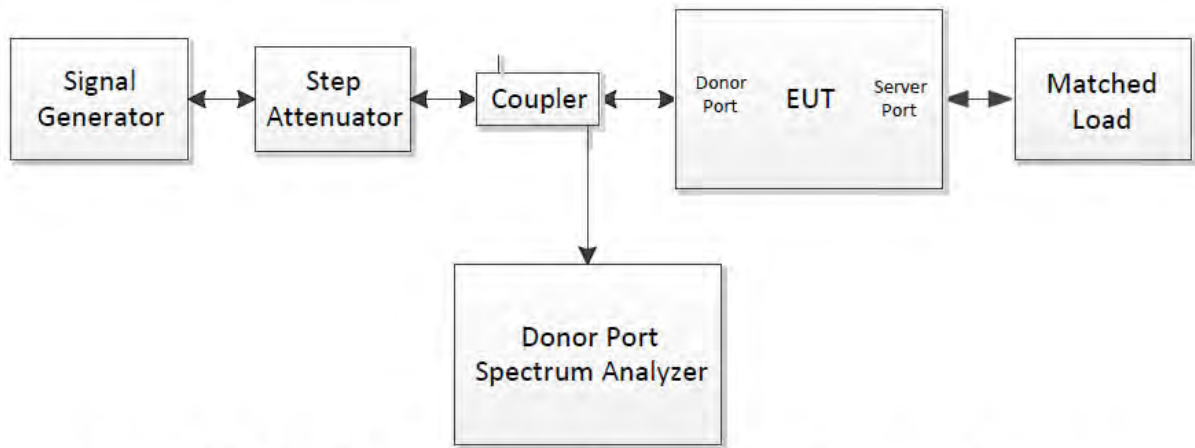 Signal
Generator
Step
Attenuator
Coupler
Donor
Port
EUT
Server
Port
Matched
Load
Donor Port
Spectrum Analyzer